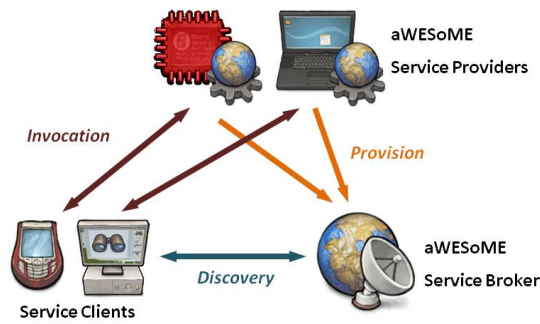 aWESoME
Service Providers
Invocation
Provision
aWESoME
Service Broker
Discovery
Service Clients